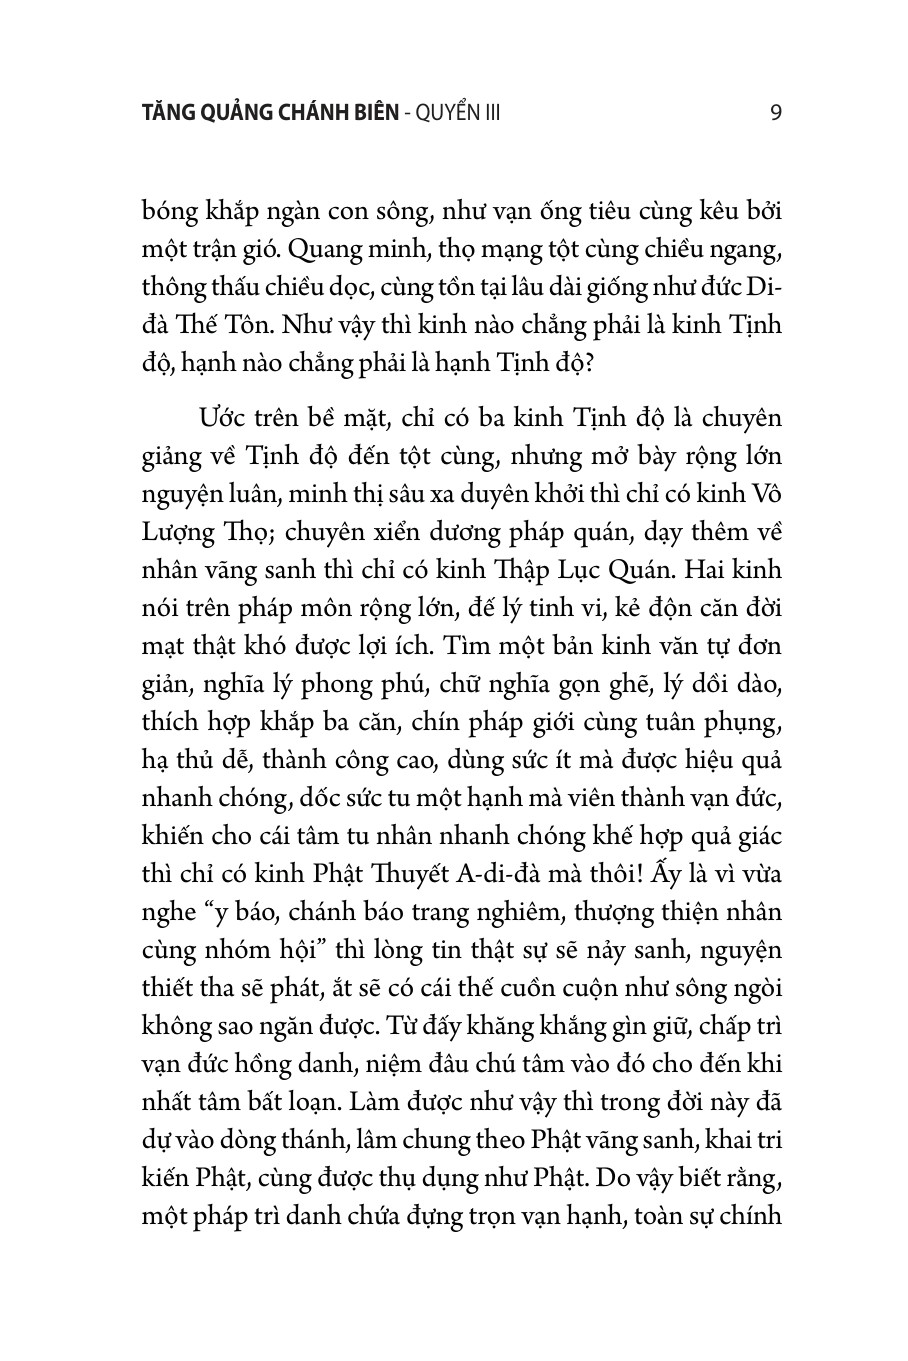 TĂNG QUẢNG CHÁNH BIÊN - QUYỂN III 9
bóng khắp ngàn con sông, như vạn ống tiêu cùng kêu bởi
một trận gió. Quang minh, thọ mạng tột cùng chiều ngang,
thông thấu chiều dọc, cùng tồn tại lâu dài giống như đức Di-
đà Thế Tôn. Như vậy thì kinh nào chẳng phải là kinh Tịnh
độ, hạnh nào chẳng phải là hạnh Tịnh độ?
Ước trên bề mặt, chỉ có ba kinh Tịnh độ là chuyên
giảng về Tịnh độ đến tột cùng, nhưng mở bày rộng lớn
nguyện luân, minh thị sâu xa duyên khởi thì chỉ có kinh Vô
Lượng Thọ; chuyên xiển dương pháp quán, dạy thêm về
nhân vãng sanh thì chỉ có kinh Thập Lục Quán. Hai kinh
nói trên pháp môn rộng lớn, đế lý tinh vi, kẻ độn căn đời
mạt thật khó được lợi ích. Tìm một bản kinh văn tự đơn
giản, nghĩa lý phong phú, chữ nghĩa gọn ghẽ, lý dồi dào,
thích hợp khắp ba căn, chín pháp giới cùng tuân phụng,
hạ thủ dễ, thành công cao, dùng sức ít mà được hiệu quả
nhanh chóng, dốc sức tu một hạnh mà viên thành vạn đức,
khiến cho cái tâm tu nhân nhanh chóng khế hợp quả giác
thì chỉ có kinh Phật Thuyết A-di-đà mà thôi! Ấy là vì vừa
nghe “y báo, chánh báo trang nghiêm, thượng thiện nhân
cùng nhóm hội” thì lòng tin thật sự sẽ nảy sanh, nguyện
thiết tha sẽ phát, ắt sẽ có cái thế cuồn cuộn như sông ngòi
không sao ngăn được. Từ đấy khăng khắng gìn giữ, chấp trì
vạn đức hồng danh, niệm đâu chú tâm vào đó cho đến khi
nhất tâm bất loạn. Làm được như vậy thì trong đời này đã
dự vào dòng thánh, lâm chung theo Phật vãng sanh, khai tri
kiến Phật, cùng được thụ dụng như Phật. Do vậy biết rằng,
một pháp trì danh chứa đựng trọn vạn hạnh, toàn sự chính